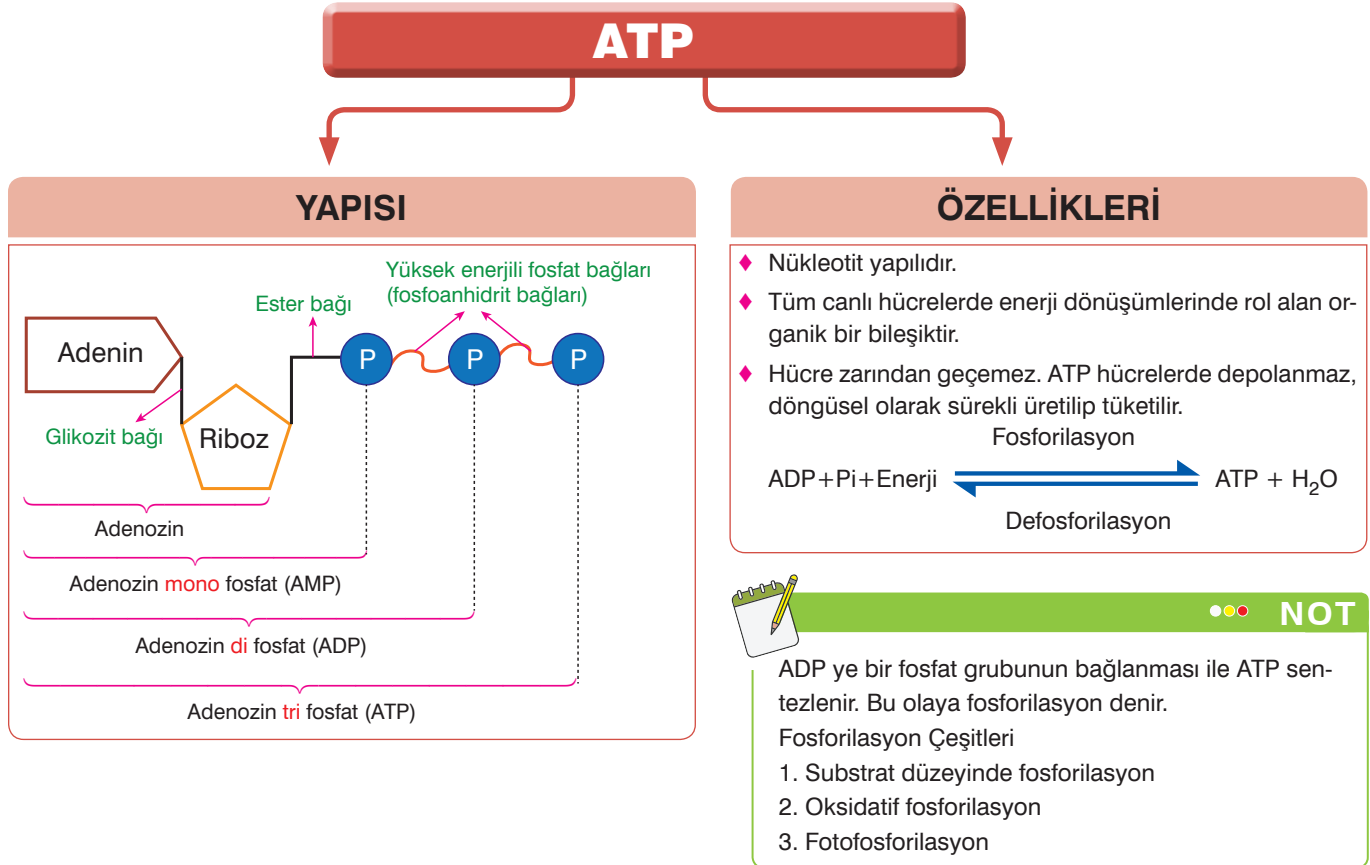 ATP
YAPISI
Yüksek enerjili fosfat bağları
(fosfoanhidrit bağları)
Ester bağı
Adenin
P
P
P
Glikozit bağı
Riboz
Adenozin
Adenozin mono fosfat (AMP)
Adenozin di fosfat (ADP)
Adenozin tri fosfat (ATP)
ÖZELLİKLERİ
♦ Nükleotit yapılıdır.
♦ Tüm canlı hücrelerde enerji dönüşümlerinde rol alan or-
ganik bir bileşiktir.
♦ Hücre zarından geçemez. ATP hücrelerde depolanmaz,
döngüsel olarak sürekli üretilip tüketilir.
Fosforilasyon
ADP+Pi+Enerji ⇌ ATP + H₂O
Defosforilasyon
NOT
ADP ye bir fosfat grubunun bağlanması ile ATP sen-
tezlenir. Bu olaya fosforilasyon denir.
Fosforilasyon Çeşitleri
1. Substrat düzeyinde fosforilasyon
2. Oksidatif fosforilasyon
3. Fotofosforilasyon